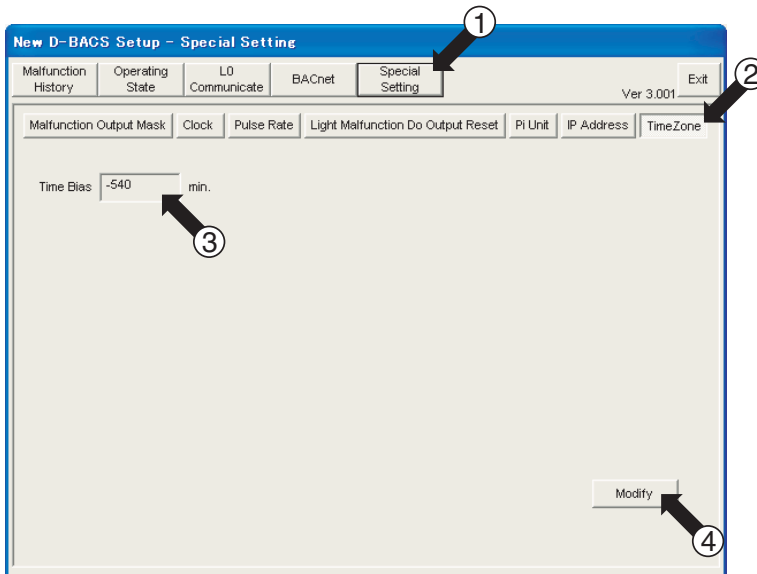 ①
New D-BACS Setup - Special Setting
Malfunction History
Operating State
L0 Communicate
BACnet
Special Setting
Ver 3.001
Exit
②
Malfunction Output Mask
Clock
Pulse Rate
Light Malfunction Do Output Reset
Pi Unit
IP Address
TimeZone
Time Bias -540 min.
③
Modify
④